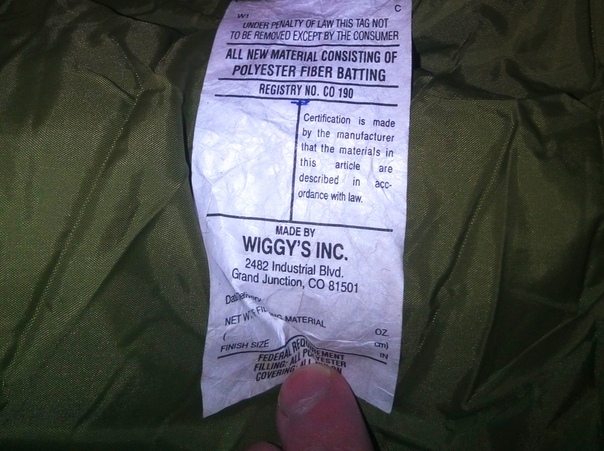 C
UNDER PENALTY OF LAW THIS TAG NOT
TO BE REMOVED EXCEPT BY THE CONSUMER
ALL NEW MATERIAL CONSISTING OF
POLYESTER FIBER BATTING
REGISTRY NO. CO 190
Certification is made
by the manufacturer
that the materials in
this article are
described in acc-
ordance with law.
MADE BY
WIGGY'S INC.
2482 Industrial Blvd.
Grand Junction, CO 81501
NET MATERIAL OZ.
( cm)
FINISH SIZE IN
FEDERAL
FILLING: ALL
COVERING: ALL